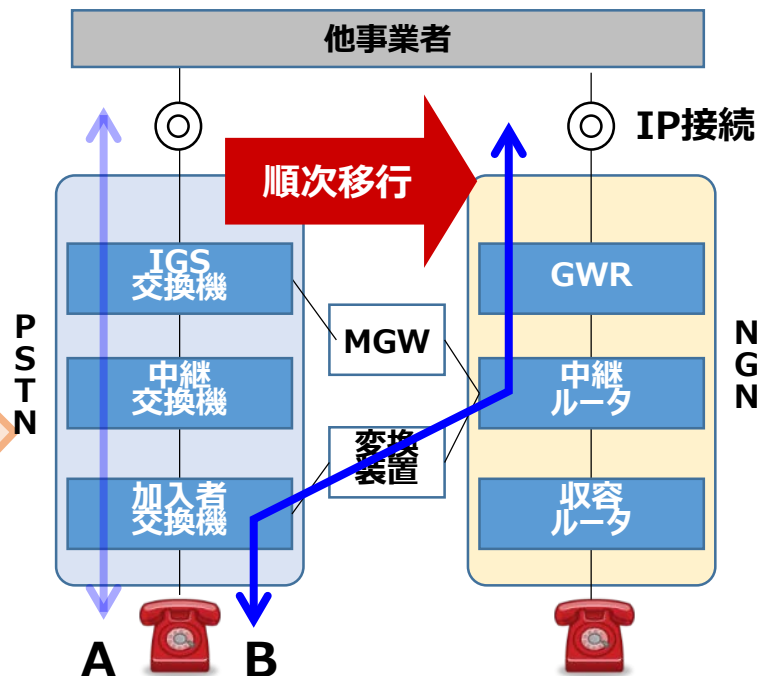 他事業者
IP接続
順次移行
IGS
交換機
GWR
MGW
PSTN
NGN
中継
交換機
中継
ルータ
変換
装置
加入者
交換機
収容
ルータ
A
B